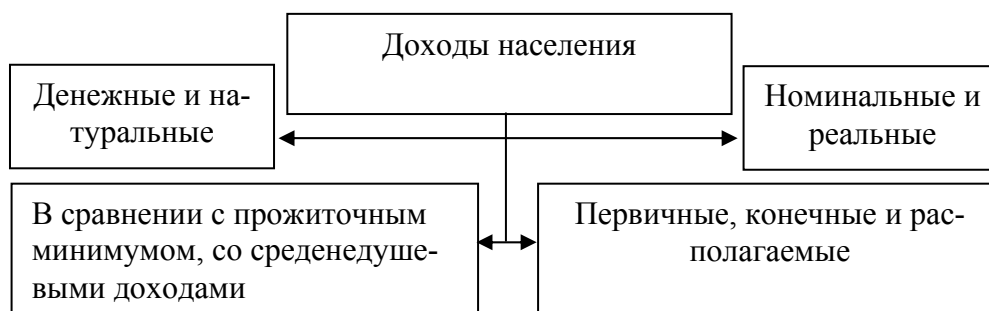 Доходы населения
Денежные и на-
туральные
Номинальные и
реальные
В сравнении с прожиточным
минимумом, со среденедуше-
выми доходами
Первичные, конечные и рас-
полагаемые